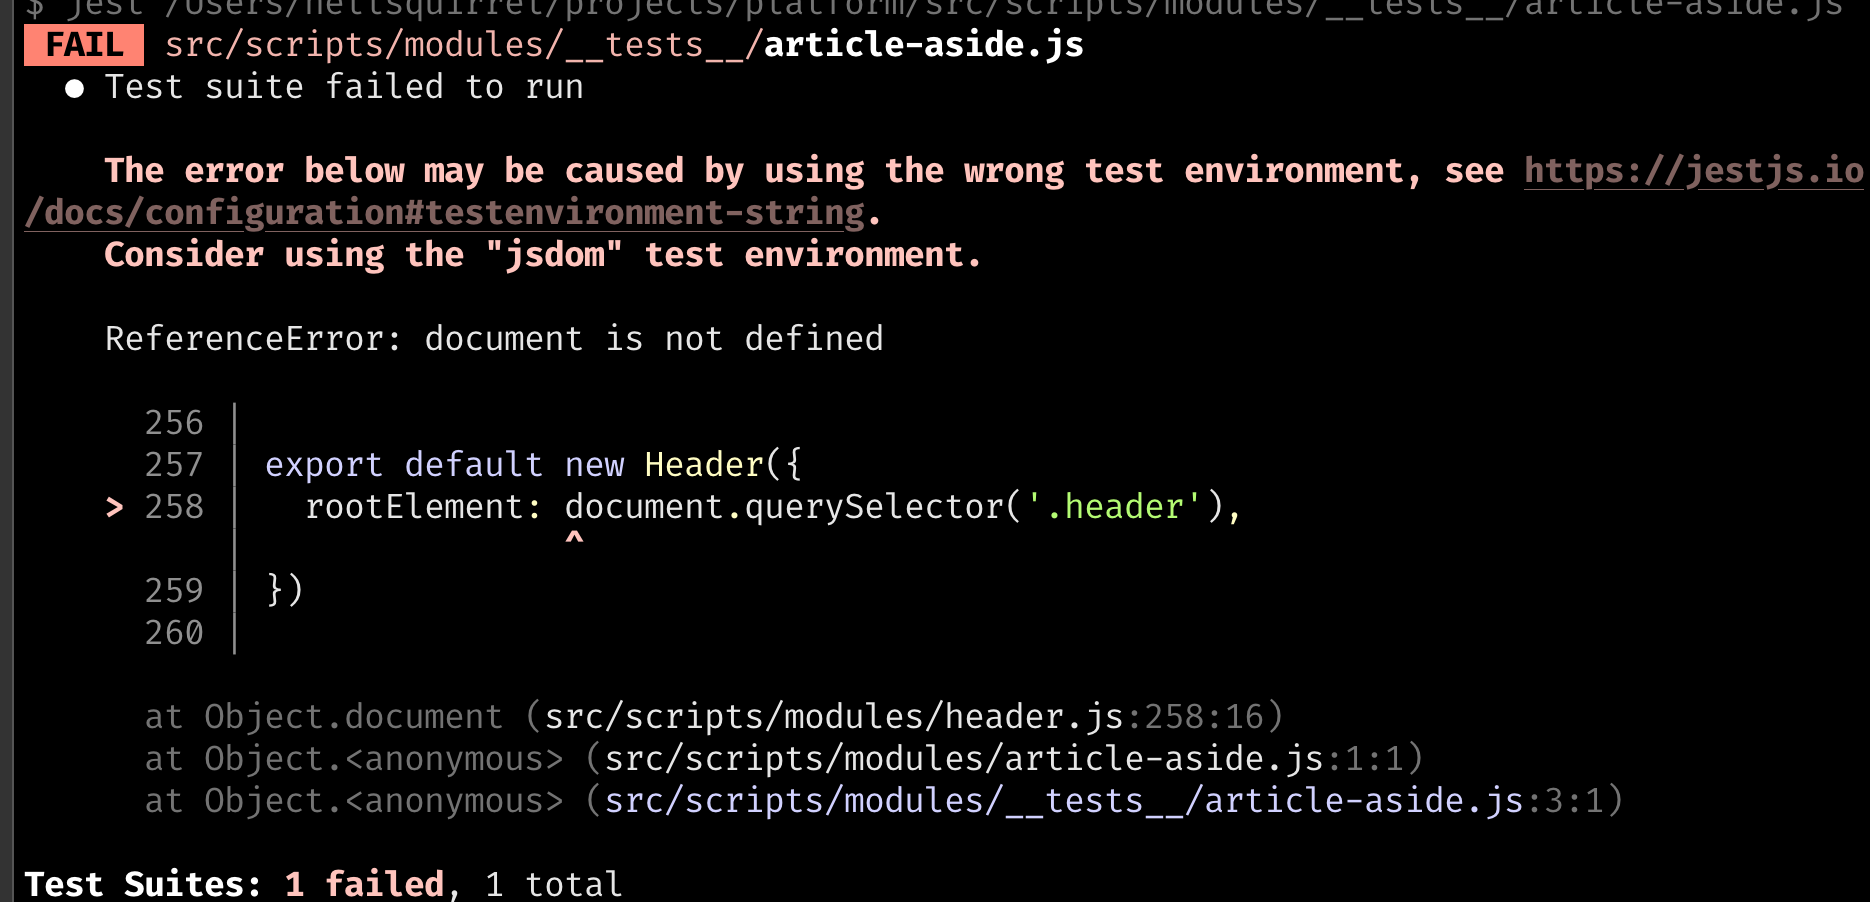 $ jest /Users/hellsquirrel/projects/platform/src/scripts/modules/__tests__/article-aside.js
FAIL src/scripts/modules/__tests__/article-aside.js
● Test suite failed to run
The error below may be caused by using the wrong test environment, see https://jestjs.io
/docs/configuration#testenvironment-string.
Consider using the "jsdom" test environment.
ReferenceError: document is not defined
256 |
257 | export default new Header({
> 258 | rootElement: document.querySelector('.header'),
| ^
259 | })
260 |
at Object.document (src/scripts/modules/header.js:258:16)
at Object.<anonymous> (src/scripts/modules/article-aside.js:1:1)
at Object.<anonymous> (src/scripts/modules/__tests__/article-aside.js:3:1)
Test Suites: 1 failed, 1 total